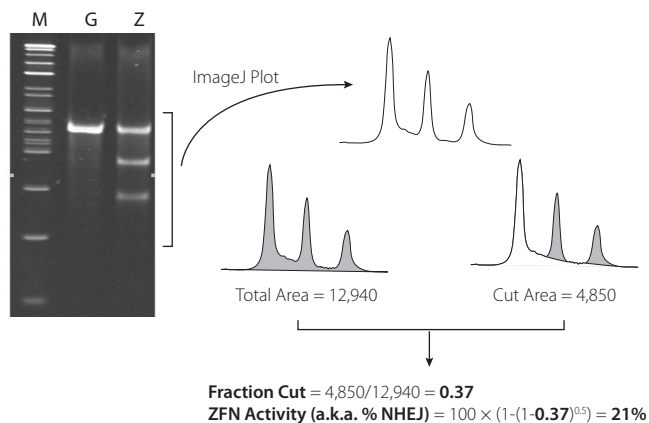 M G Z
ImageJ Plot
Total Area = 12,940
Cut Area = 4,850
Fraction Cut = 4,850/12,940 = 0.37
ZFN Activity (a.k.a. % NHEJ) = 100 × (1-(1-0.37)^0.5) = 21%